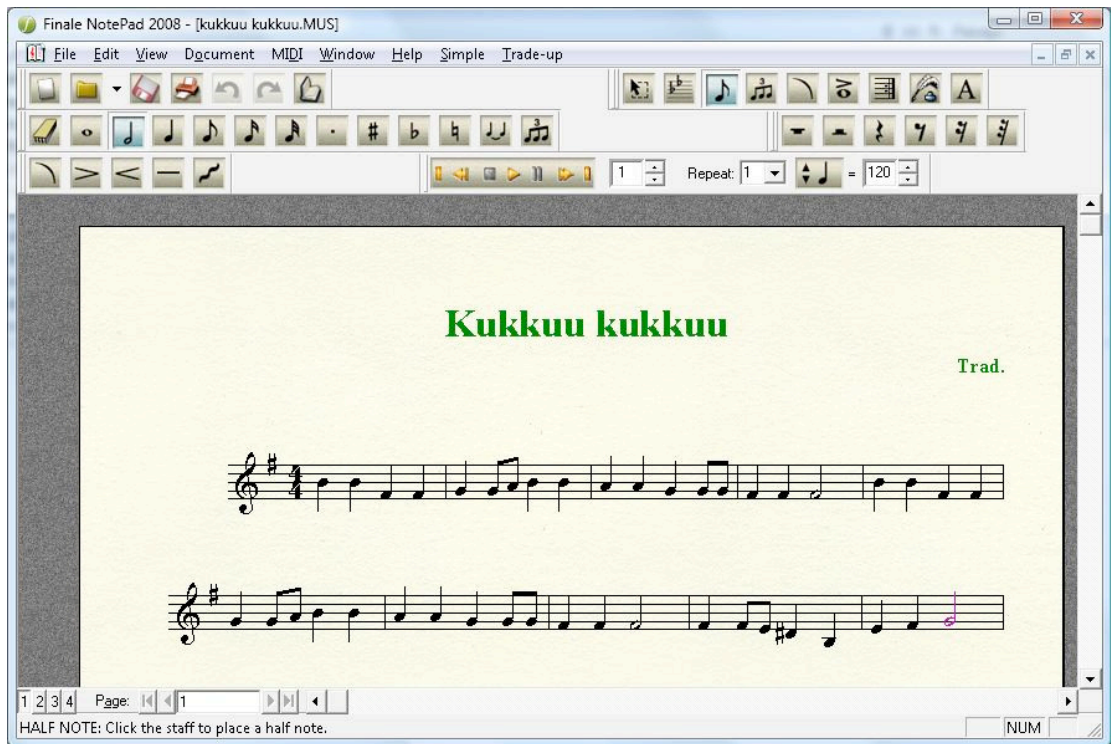 Finale NotePad 2008 - [kukkuu kukkuu.MUS]
File Edit View Document MIDI Window Help Simple Trade-up
1 Repeat: 1 = 120
Kukkuu kukkuu
Trad.
1 2 3 4 Page: 1
HALF NOTE: Click the staff to place a half note. NUM